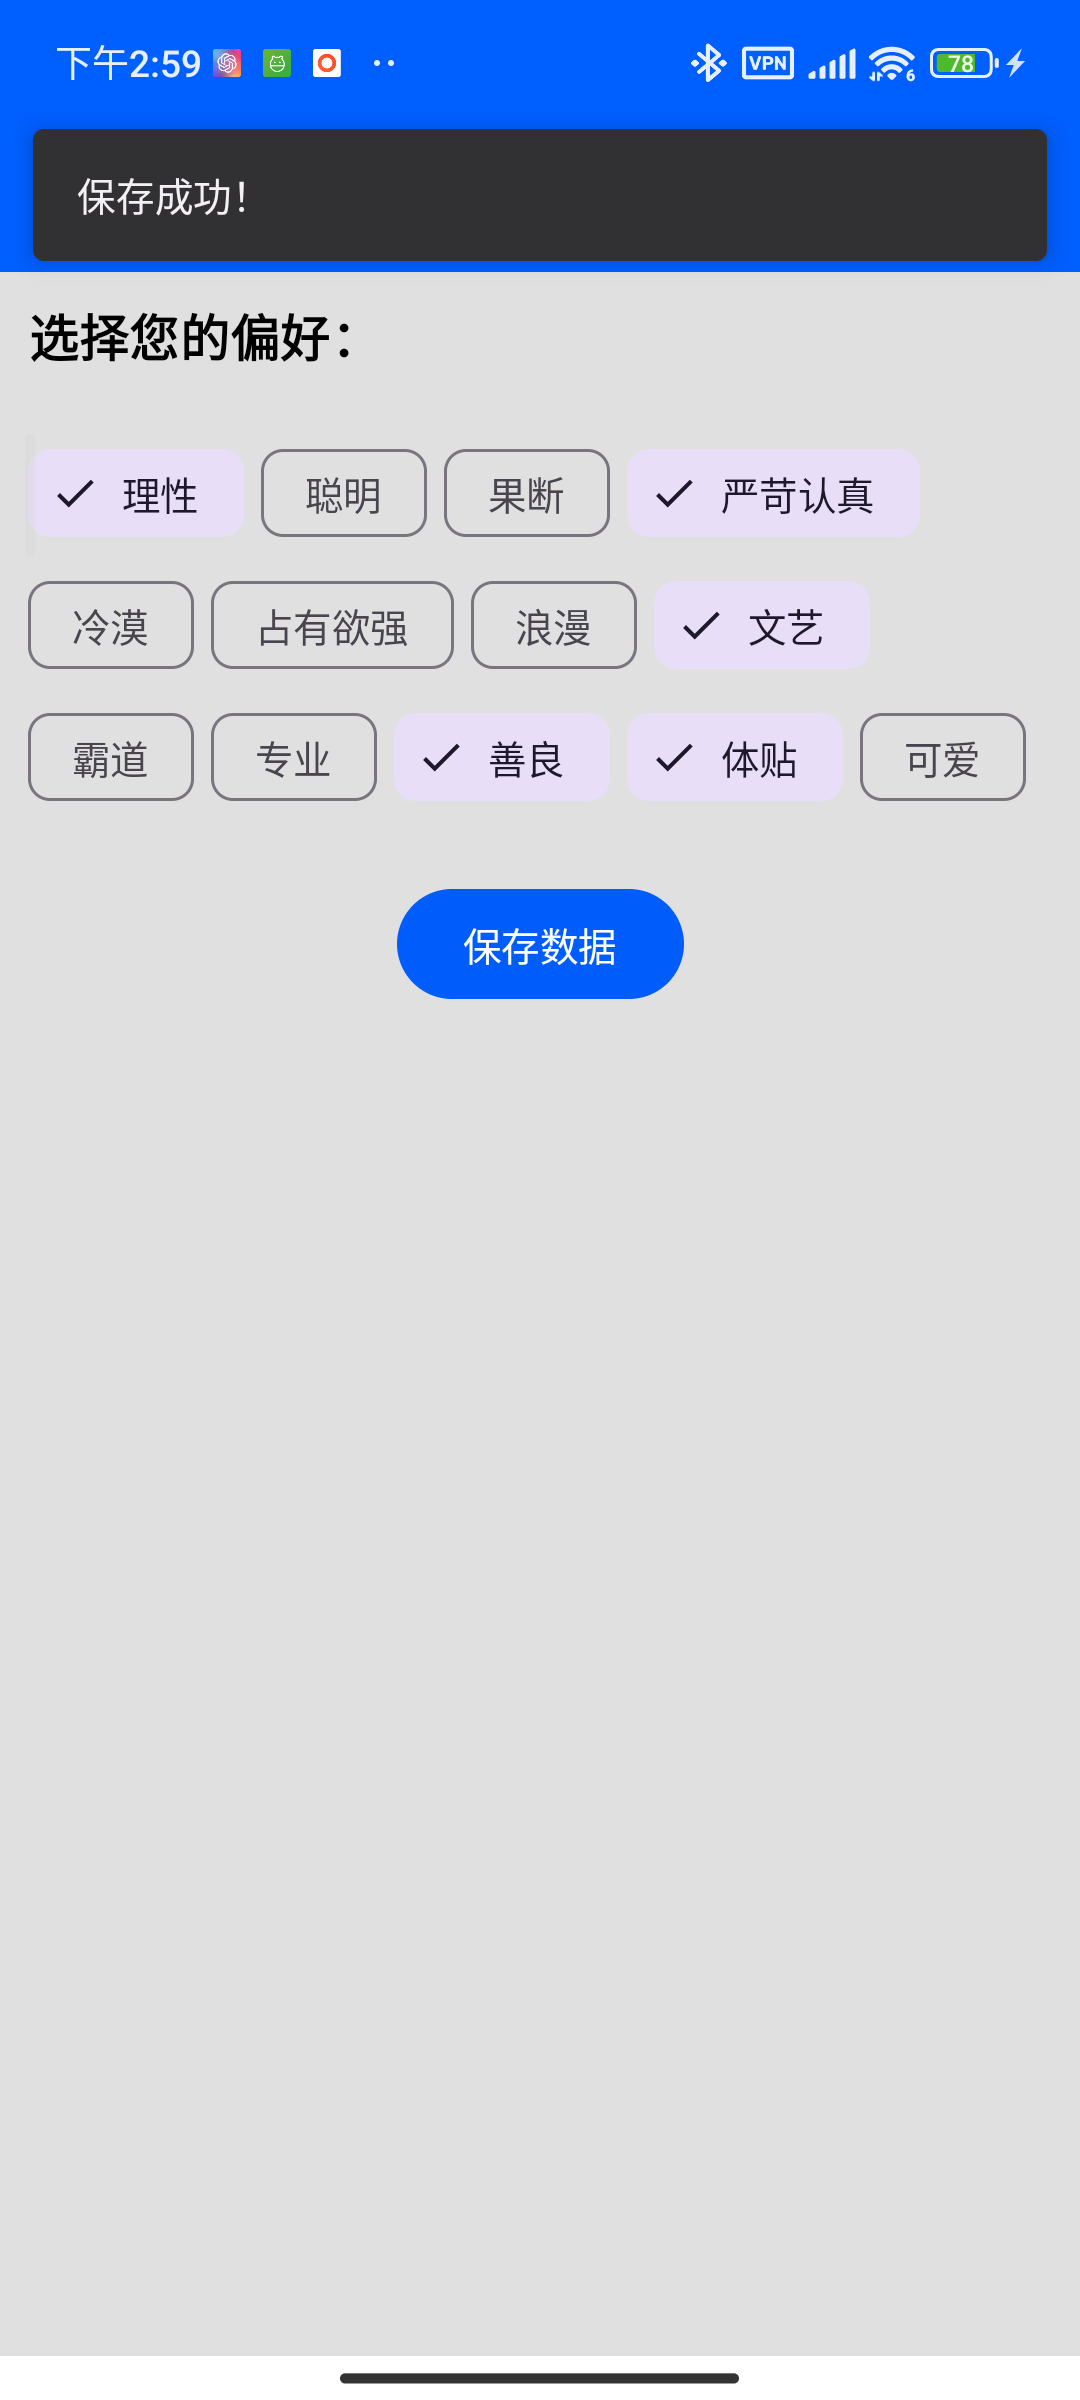 下午2:59 VPN 6 78
保存成功！
选择您的偏好：
理性 聪明 果断 严苛认真
冷漠 占有欲强 浪漫 文艺
霸道 专业 善良 体贴 可爱
保存数据